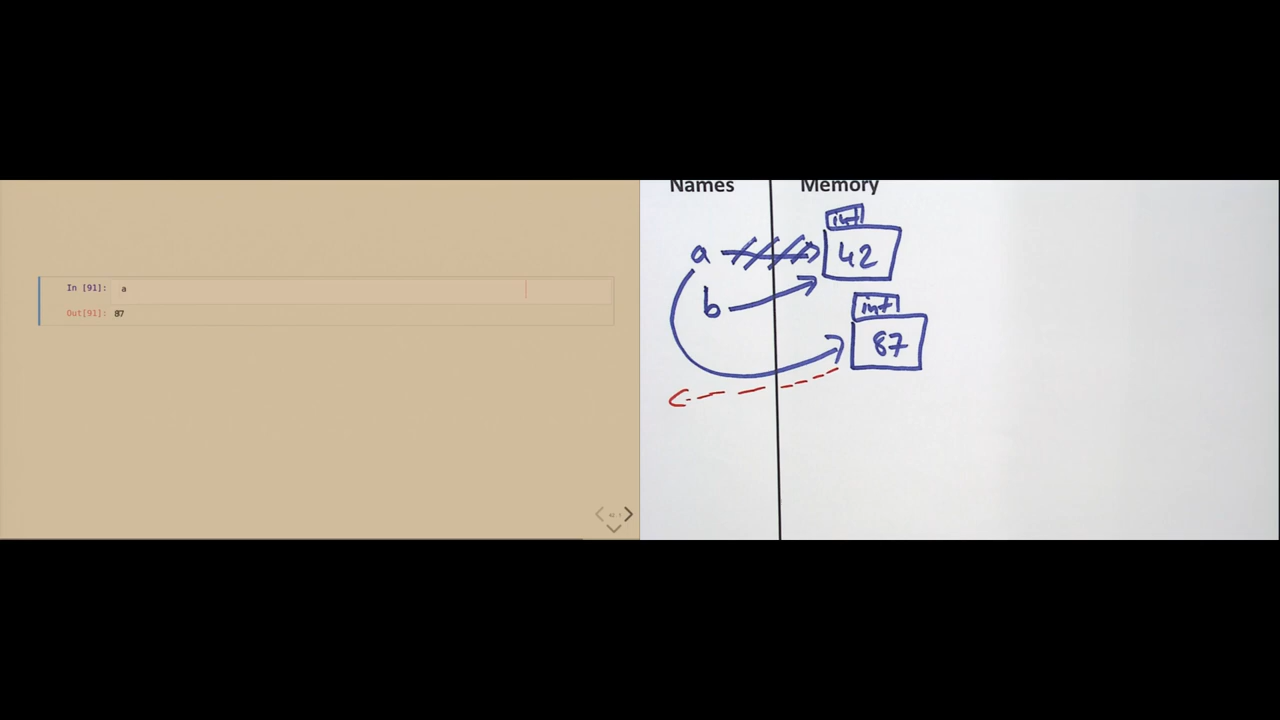 In [91]: a
Out[91]: 87
Names Memory
int
a 42
b int
87